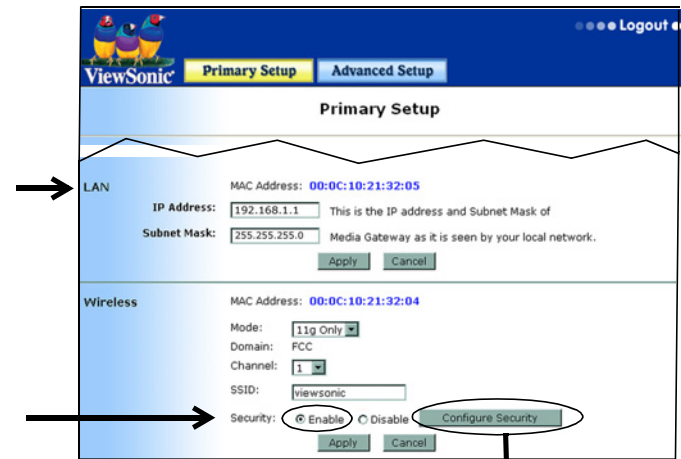 Logout
ViewSonic
Primary Setup Advanced Setup
Primary Setup
LAN MAC Address: 00:0C:10:21:32:05
IP Address: 192.168.1.1 This is the IP address and Subnet Mask of
Subnet Mask: 255.255.255.0 Media Gateway as it is seen by your local network.
Apply Cancel
Wireless MAC Address: 00:0C:10:21:32:04
Mode: 11g Only
Domain: FCC
Channel: 1
SSID: viewsonic
Security: Enable Disable Configure Security
Apply Cancel